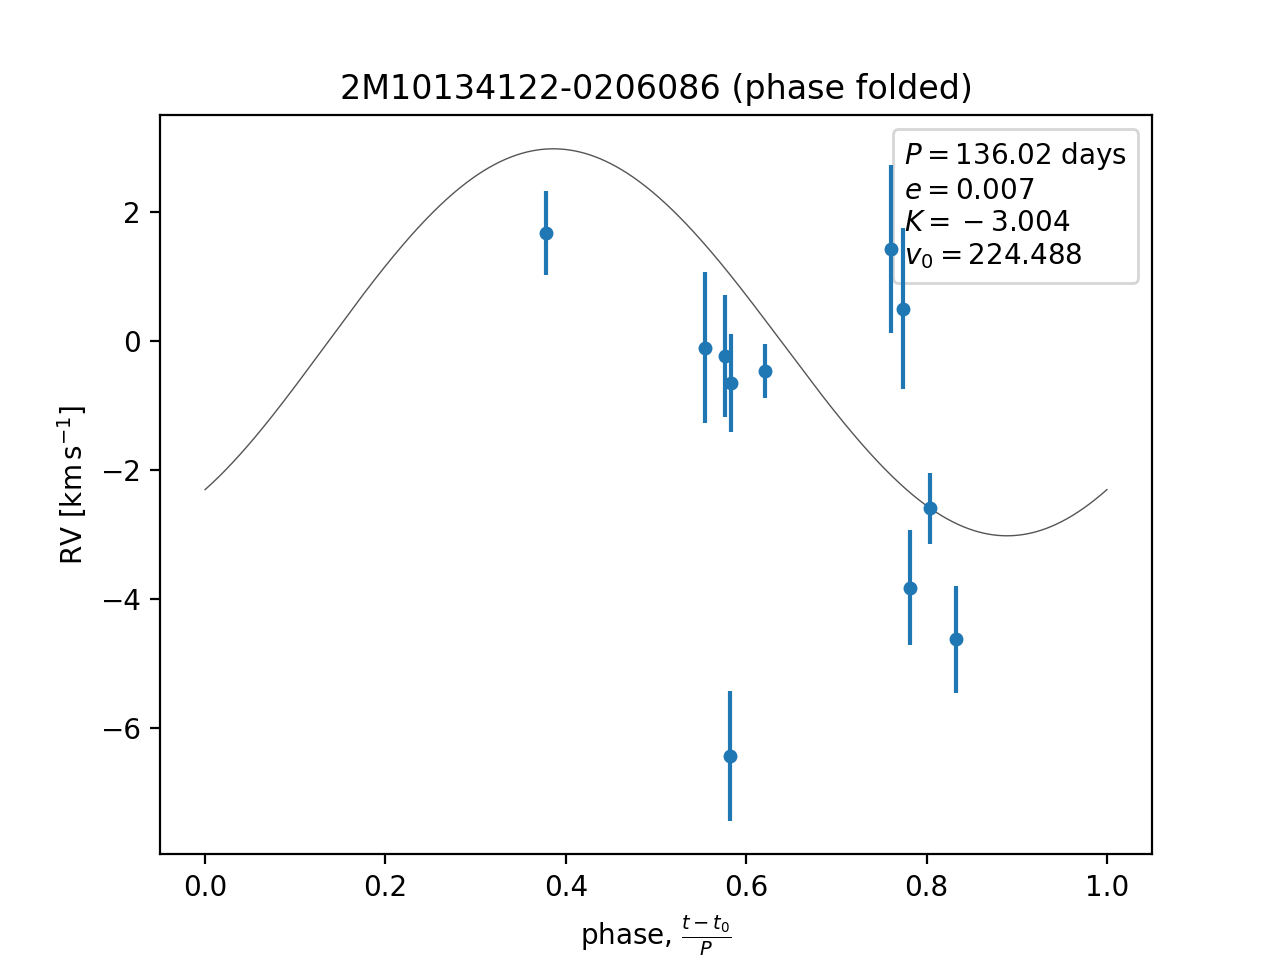 2M10134122-0206086 (phase folded)
P = 136.02 days
e = 0.007
K = −3.004
v₀ = 224.488
2
0
−2
−4
−6
RV [km s⁻¹]
0.0 0.2 0.4 0.6 0.8 1.0
phase, (t − t₀)/P